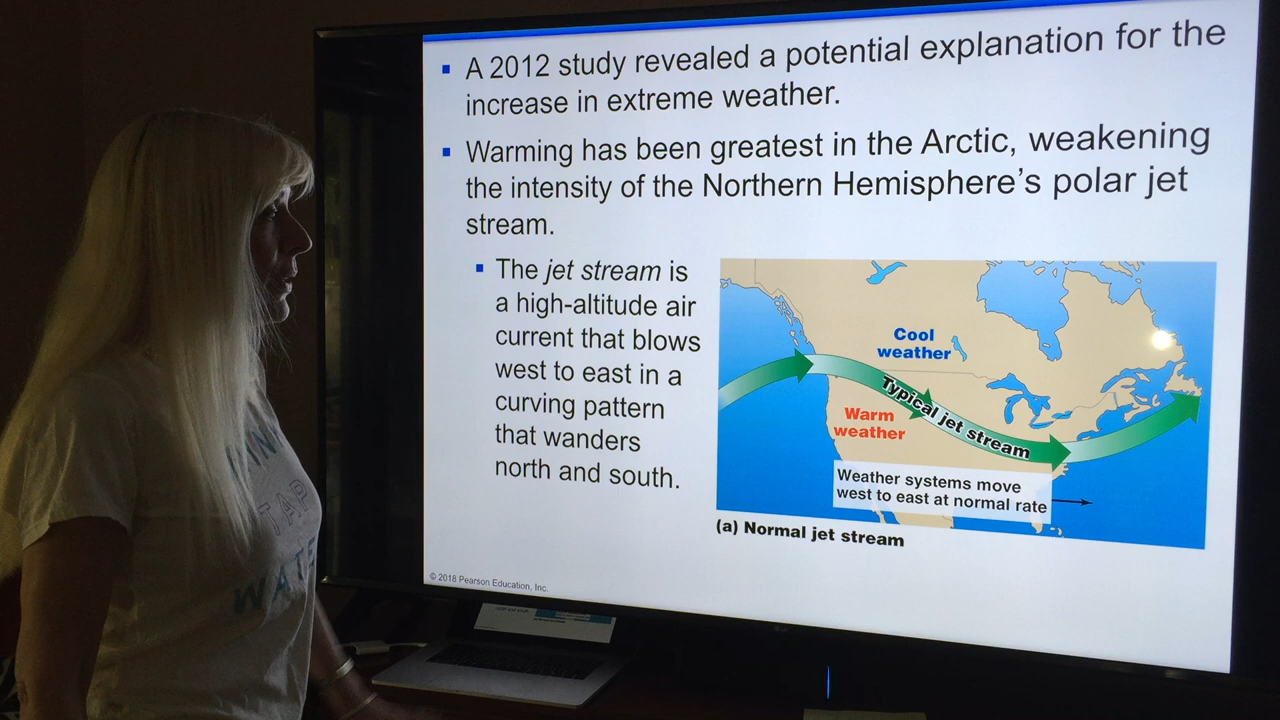 A 2012 study revealed a potential explanation for the
increase in extreme weather.
Warming has been greatest in the Arctic, weakening
the intensity of the Northern Hemisphere's polar jet
stream.
The jet stream is
a high-altitude air
current that blows
west to east in a
curving pattern
that wanders
north and south.
Cool
weather
Typical jet stream
Warm
weather
Weather systems move
west to east at normal rate
(a) Normal jet stream
© 2018 Pearson Education, Inc.
TAP